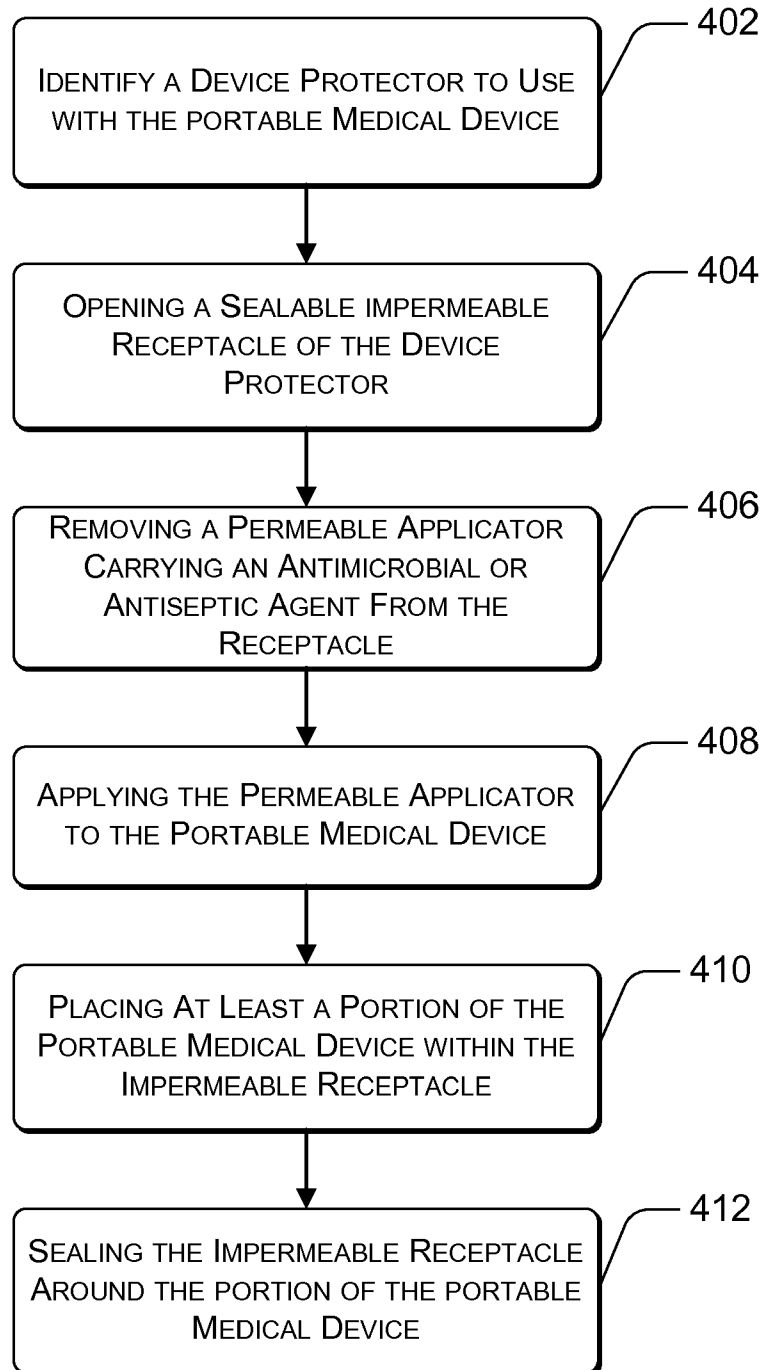 402
IDENTIFY A DEVICE PROTECTOR TO USE
WITH THE PORTABLE MEDICAL DEVICE
404
OPENING A SEALABLE IMPERMEABLE
RECEPTACLE OF THE DEVICE
PROTECTOR
406
REMOVING A PERMEABLE APPLICATOR
CARRYING AN ANTIMICROBIAL OR
ANTISEPTIC AGENT FROM THE
RECEPTACLE
408
APPLYING THE PERMEABLE APPLICATOR
TO THE PORTABLE MEDICAL DEVICE
410
PLACING AT LEAST A PORTION OF THE
PORTABLE MEDICAL DEVICE WITHIN THE
IMPERMEABLE RECEPTACLE
412
SEALING THE IMPERMEABLE RECEPTACLE
AROUND THE PORTION OF THE PORTABLE
MEDICAL DEVICE